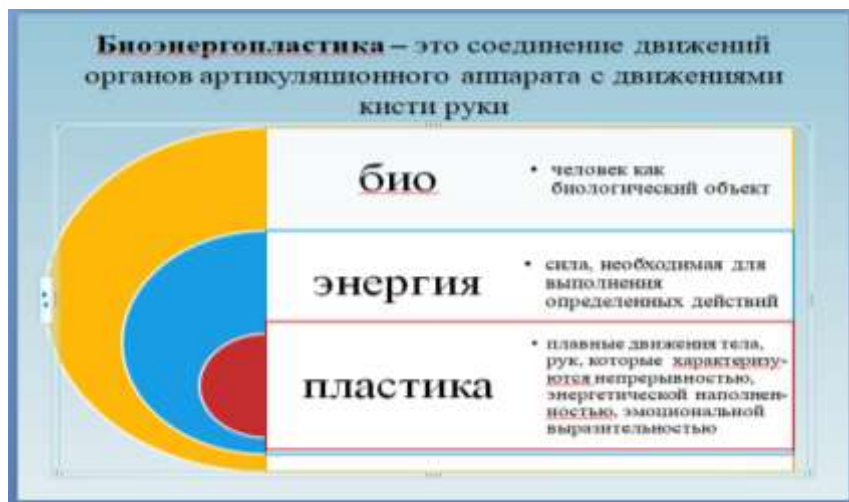 Биоэнергопластика – это соединение движений
органов артикуляционного аппарата с движениями
кисти руки
био
• человек как
биологический объект
энергия
• сила, необходимая для
выполнения
определенных действий
пластика
• плавные движения тела,
рук, которые характеризу-
ются непрерывностью,
энергетической наполнен-
ностью, эмоциональной
выразительностью